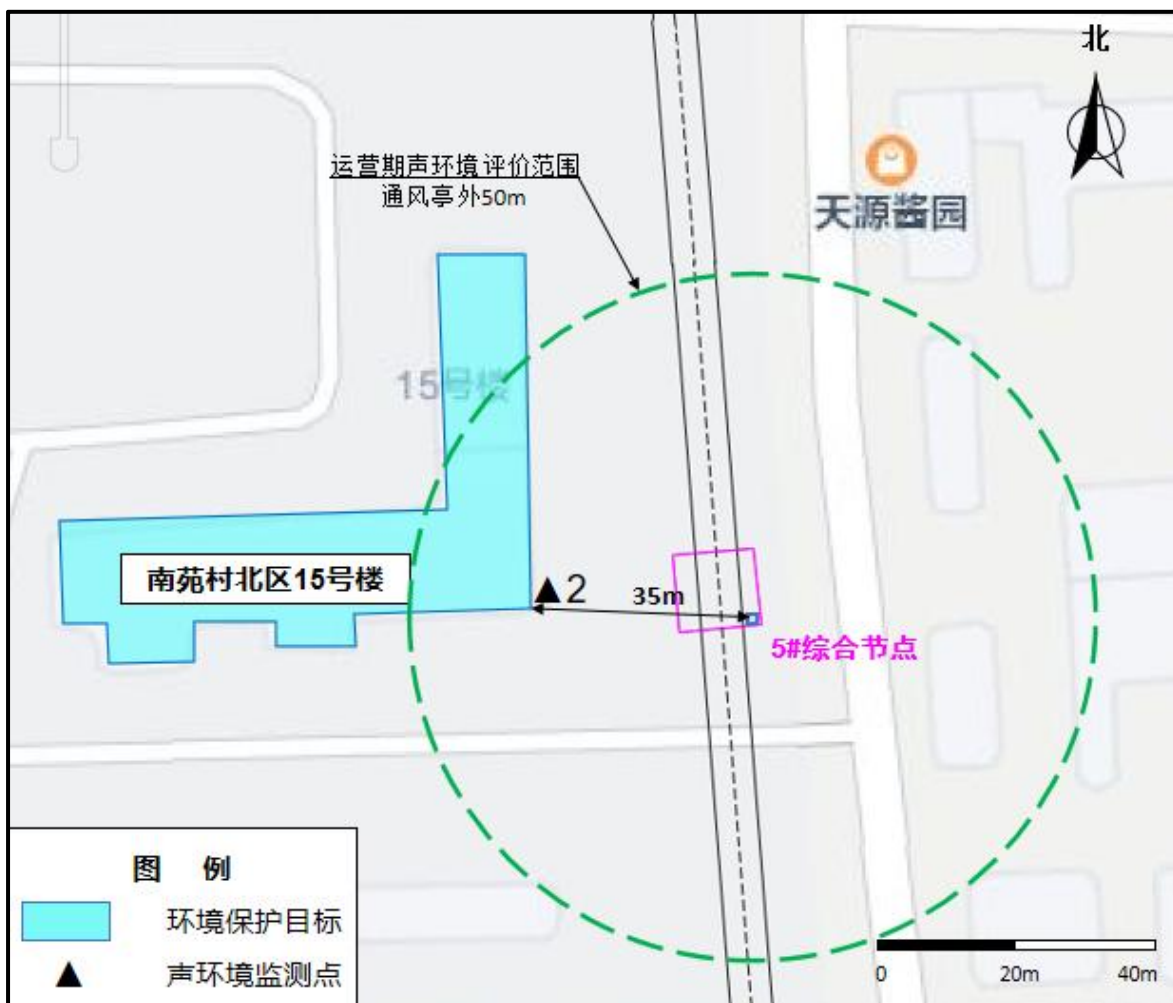 北
运营期声环境评价范围
通风亭外50m
天源酱园
15号楼
南苑村北区15号楼
▲2
35m
5#综合节点
图 例
环境保护目标
▲ 声环境监测点
0 20m 40m